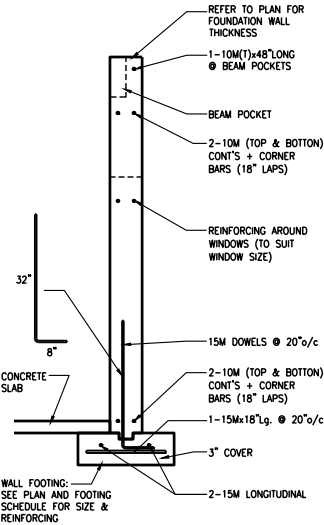 REFER TO PLAN FOR
FOUNDATION WALL
THICKNESS
1-10M(T)x48"LONG
@ BEAM POCKETS
BEAM POCKET
2-10M (TOP & BOTTOM)
CONT'S + CORNER
BARS (18" LAPS)
REINFORCING AROUND
WINDOWS (TO SUIT
WINDOW SIZE)
32"
8"
15M DOWELS @ 20"o/c
2-10M (TOP & BOTTOM)
CONT'S + CORNER
BARS (18" LAPS)
CONCRETE
SLAB
1-15Mx18"Lg. @ 20"o/c
3" COVER
WALL FOOTING:
SEE PLAN AND FOOTING
SCHEDULE FOR SIZE &
REINFORCING
2-15M LONGITUDINAL